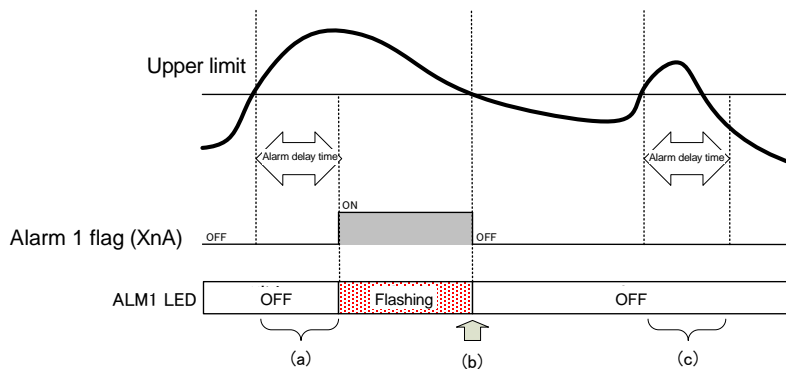 Upper limit
Alarm delay time
Alarm delay time
ON
Alarm 1 flag (XnA)
OFF
OFF
ALM1 LED
OFF
Flashing
OFF
(a)
(b)
(c)